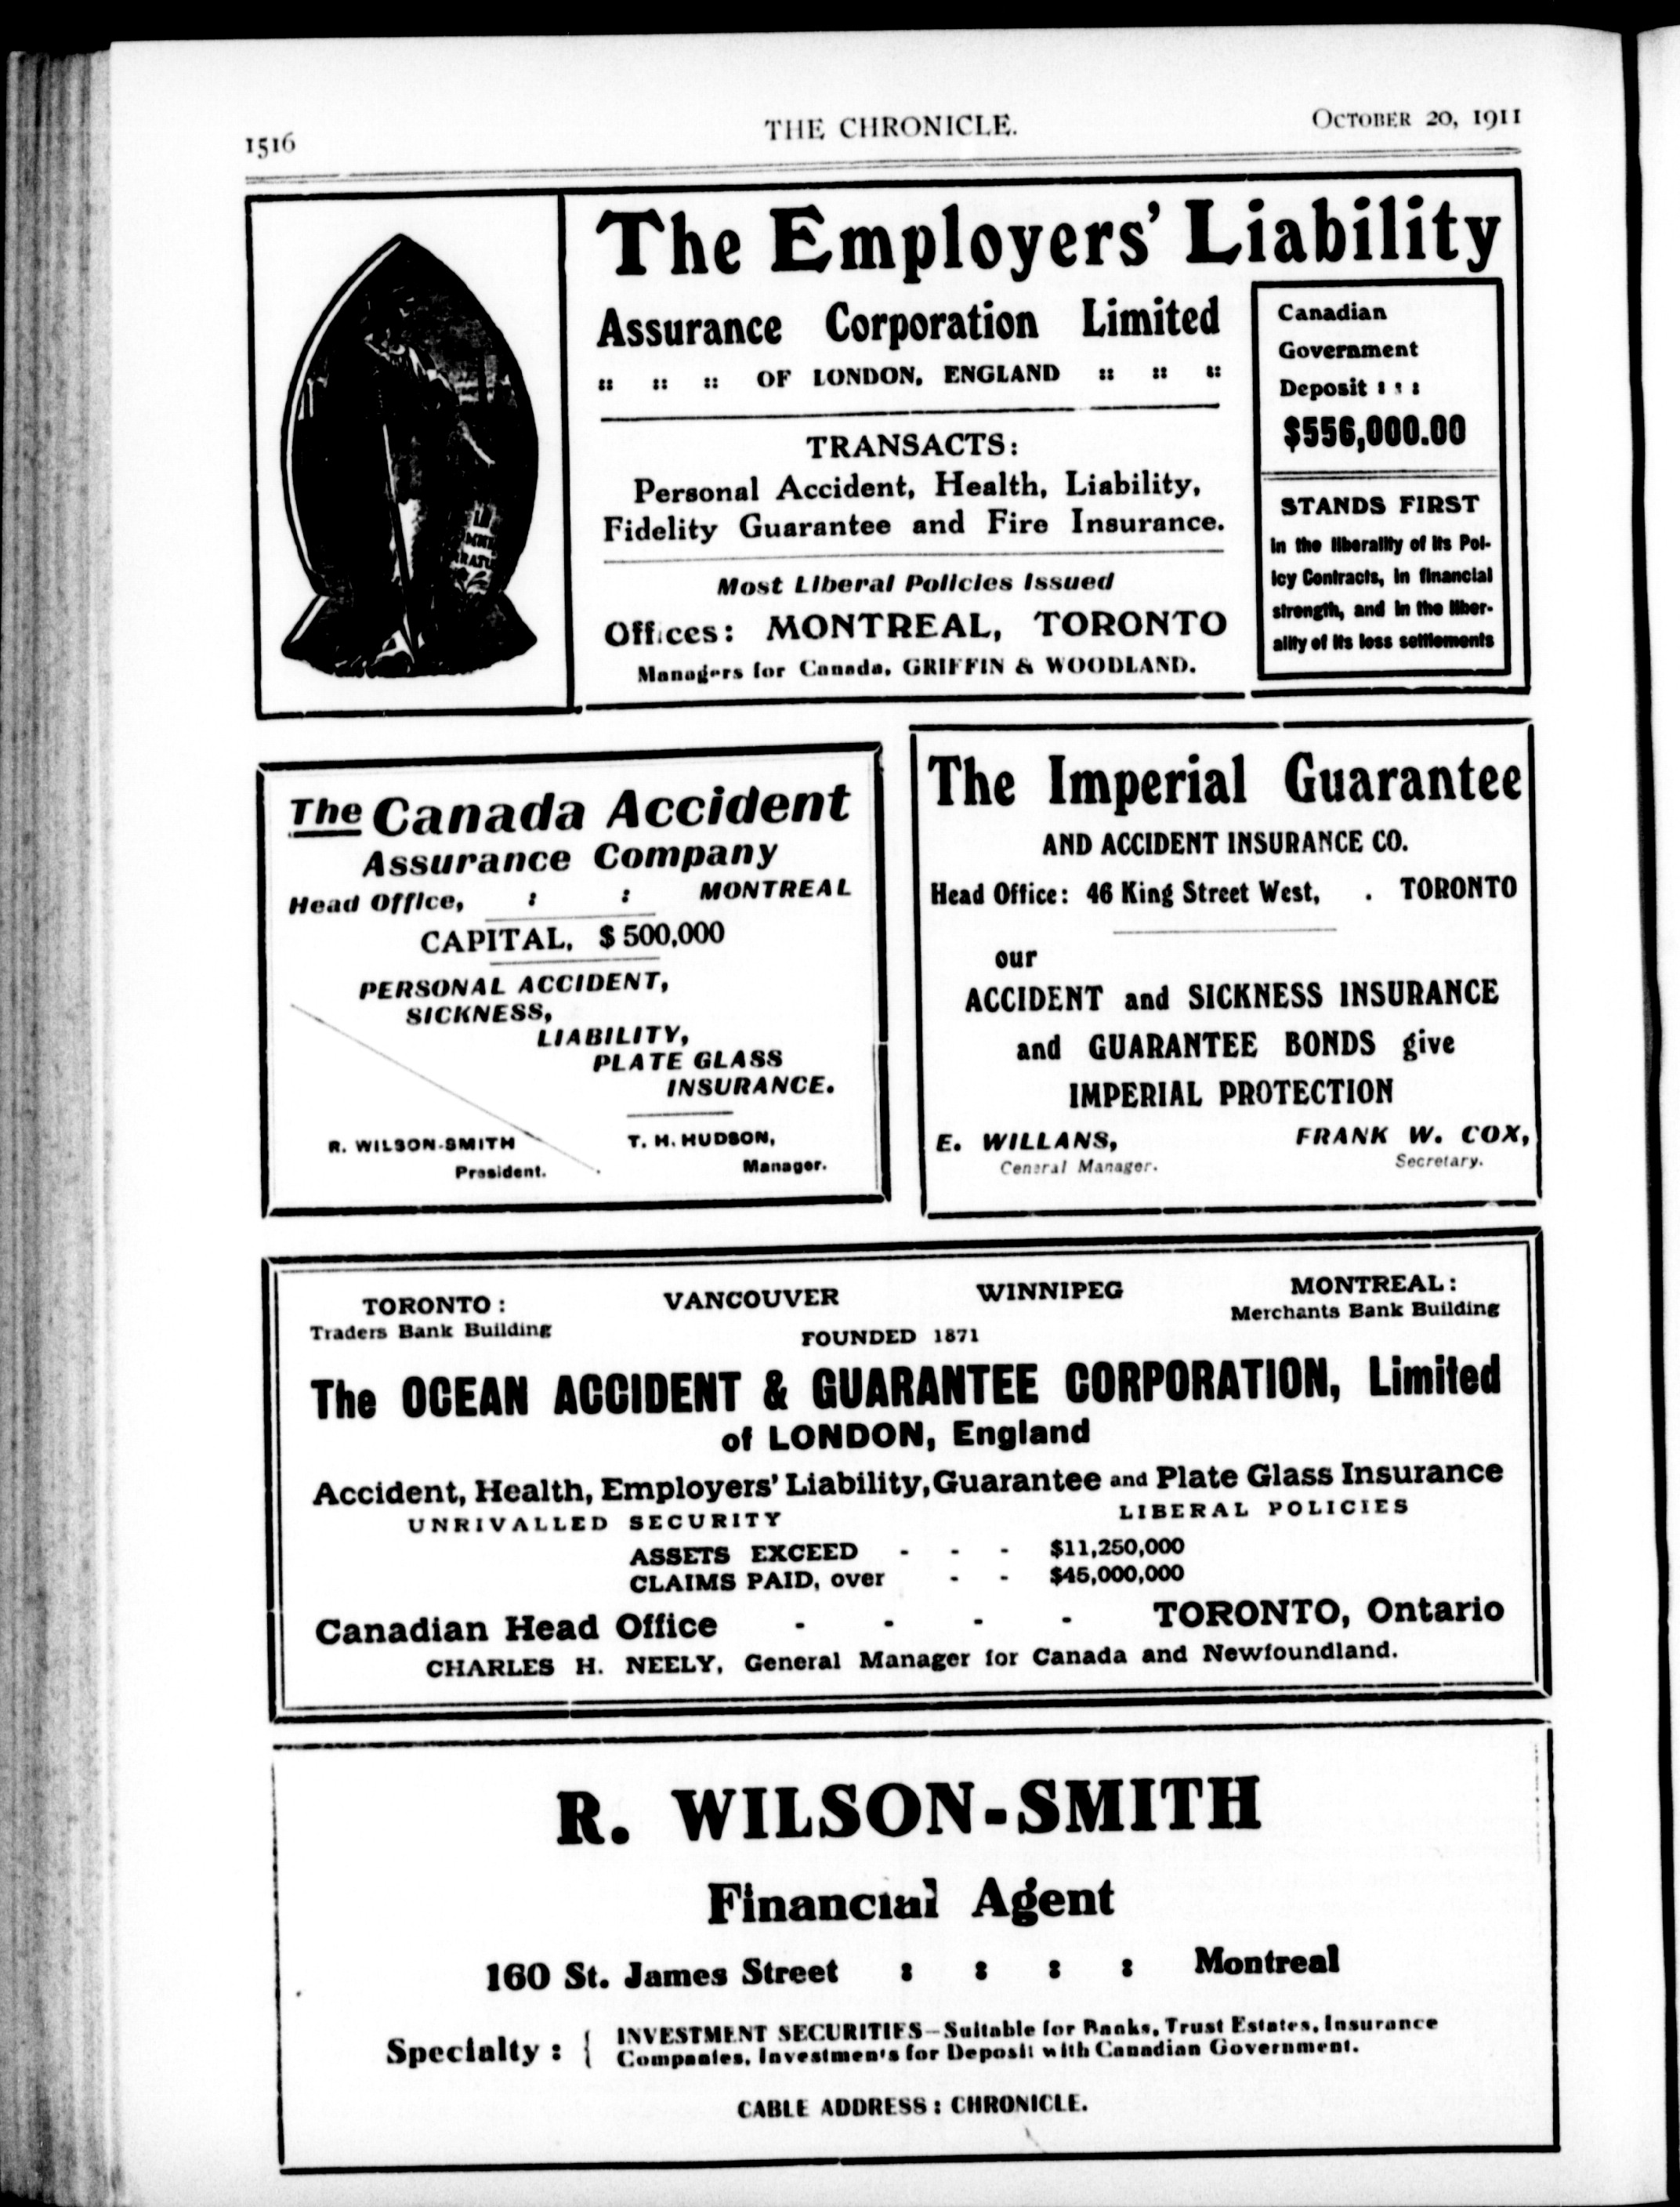 1516
THE CHRONICLE.
OCTOBER 20, 1911
The Employers' Liability
Assurance Corporation Limited
:: :: :: OF LONDON, ENGLAND :: :: ::
TRANSACTS:
Personal Accident, Health, Liability,
Fidelity Guarantee and Fire Insurance.
Most Liberal Policies Issued
Offices: MONTREAL, TORONTO
Managers for Canada, GRIFFIN & WOODLAND.
Canadian
Government
Deposit : : :
$556,000.00
STANDS FIRST
in the liberality of its Pol-
icy Contracts, in financial
strength, and in the liber-
ality of its loss settlements
The Canada Accident
Assurance Company
Head Office, : : MONTREAL
CAPITAL, $500,000
PERSONAL ACCIDENT,
SICKNESS,
LIABILITY,
PLATE GLASS
INSURANCE.
R. WILSON-SMITH
President.
T. H. HUDSON,
Manager.
The Imperial Guarantee
AND ACCIDENT INSURANCE CO.
Head Office: 46 King Street West, . TORONTO
our
ACCIDENT and SICKNESS INSURANCE
and GUARANTEE BONDS give
IMPERIAL PROTECTION
E. WILLANS,
General Manager.
FRANK W. COX,
Secretary.
TORONTO:
Traders Bank Building
VANCOUVER
WINNIPEG
MONTREAL:
Merchants Bank Building
FOUNDED 1871
The OCEAN ACCIDENT & GUARANTEE CORPORATION, Limited
of LONDON, England
Accident, Health, Employers' Liability, Guarantee and Plate Glass Insurance
UNRIVALLED SECURITY LIBERAL POLICIES
ASSETS EXCEED - - - $11,250,000
CLAIMS PAID, over - - $45,000,000
Canadian Head Office - - - - TORONTO, Ontario
CHARLES H. NEELY, General Manager for Canada and Newfoundland.
R. WILSON-SMITH
Financial Agent
160 St. James Street : : : : Montreal
Specialty : { INVESTMENT SECURITIES—Suitable for Banks, Trust Estates, Insurance
Companies, Investments for Deposit with Canadian Government.
CABLE ADDRESS : CHRONICLE.